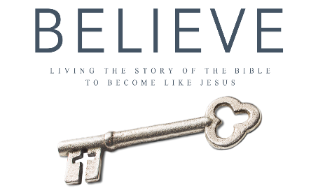 BELIEVE
LIVING THE STORY OF THE BIBLE
TO BECOME LIKE JESUS